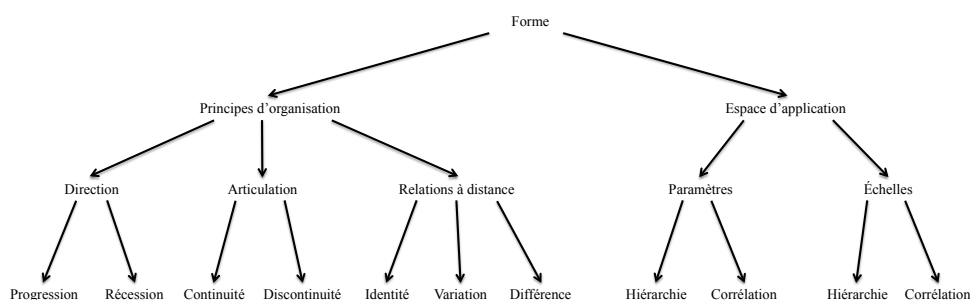 Forme
Principes d'organisation Espace d'application
Direction Articulation Relations à distance Paramètres Échelles
Progression Récession Continuité Discontinuité Identité Variation Différence Hiérarchie Corrélation Hiérarchie Corrélation